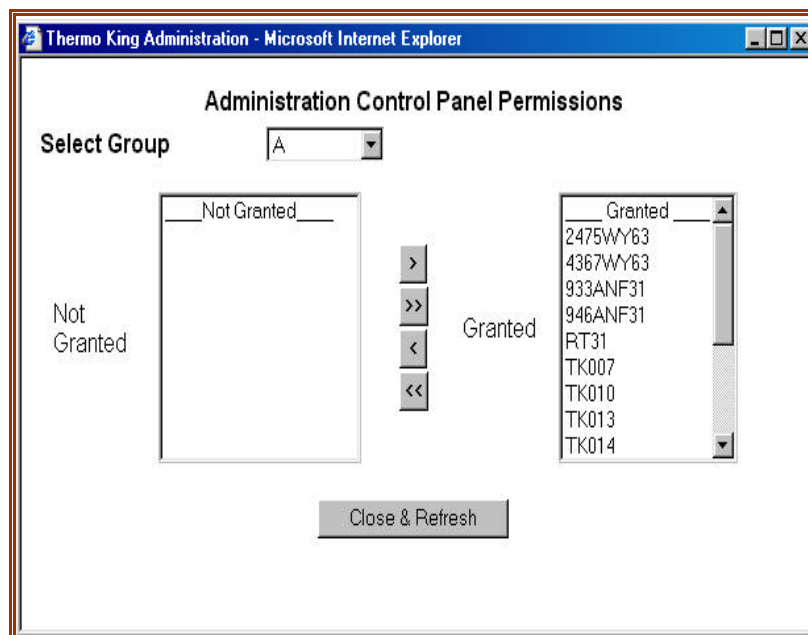 Thermo King Administration - Microsoft Internet Explorer
Administration Control Panel Permissions
Select Group
A
Not
Granted
____Not Granted____
>
>>
<
<<
Granted
____ Granted ____
2475WY63
4367WY63
933ANF31
946ANF31
RT31
TK007
TK010
TK013
TK014
Close & Refresh